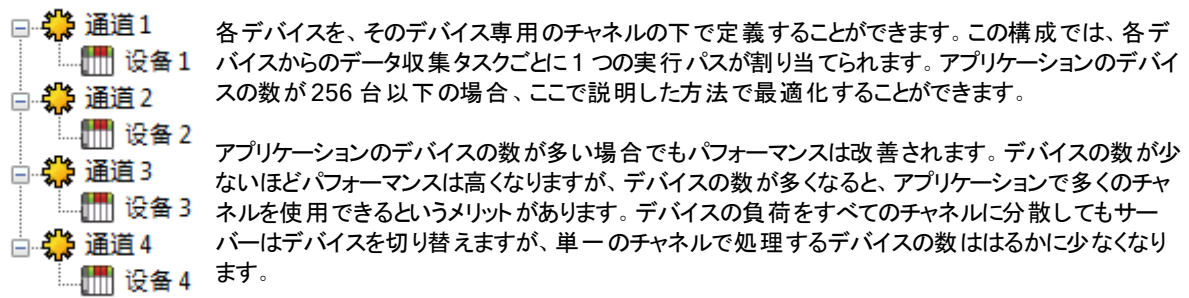 通道 1
设备 1
通道 2
设备 2
通道 3
设备 3
通道 4
设备 4
各デバイスを、そのデバイス専用のチャネルの下で定義することができます。この構成では、各デ
バイスからのデータ収集タスクごとに 1 つの実行パスが割り当てられます。アプリケーションのデバイ
スの数が 256 台以下の場合、ここで説明した方法で最適化することができます。
アプリケーションのデバイスの数が多い場合でもパフォーマンスは改善されます。デバイスの数が少
ないほどパフォーマンスは高くなりますが、デバイスの数が多くなると、アプリケーションで多くのチャ
ネルを使用できるというメリットがあります。デバイスの負荷をすべてのチャネルに分散してもサー
バーはデバイスを切り替えますが、単一のチャネルで処理するデバイスの数ははるかに少なくなり
ます。